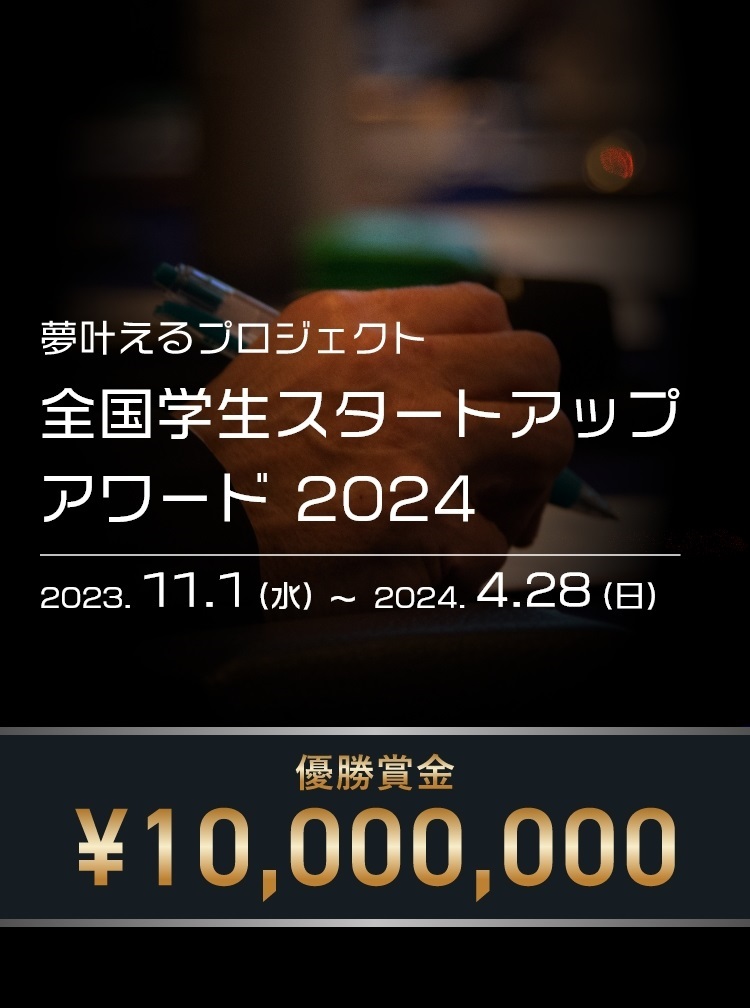 夢叶えるプロジェクト
全国学生スタートアップ
アワード 2024
2023. 11.1 (水) ~ 2024. 4.28 (日)
優勝賞金
¥10,000,000